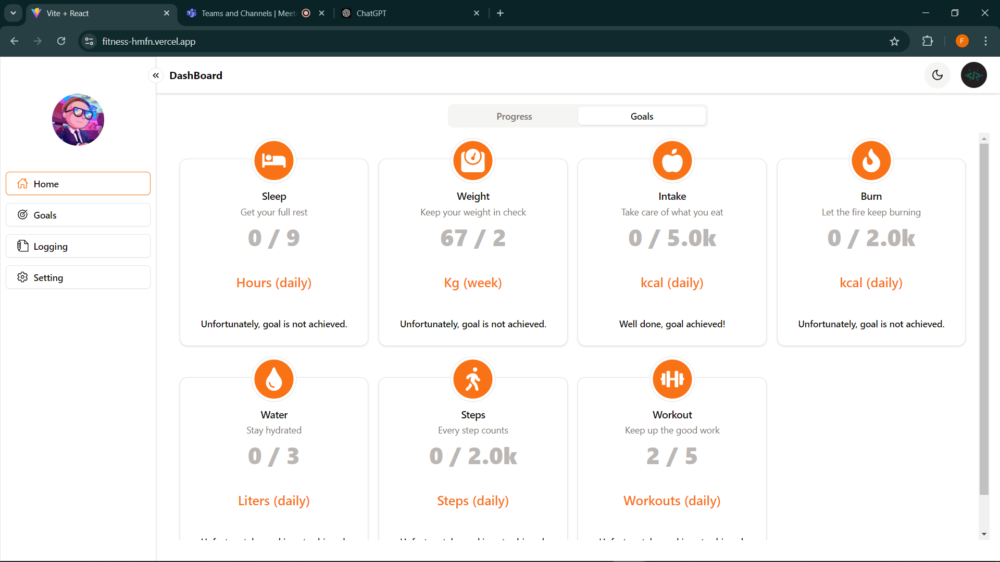 Vite + React
Teams and Channels | Meet
ChatGPT
fitness-hmfn.vercel.app
F
DashBoard
Progress
Goals
Home
Goals
Logging
Setting
Sleep
Get your full rest
0 / 9
Hours (daily)
Unfortunately, goal is not achieved.
Weight
Keep your weight in check
67 / 2
Kg (week)
Unfortunately, goal is not achieved.
Intake
Take care of what you eat
0 / 5.0k
kcal (daily)
Well done, goal achieved!
Burn
Let the fire keep burning
0 / 2.0k
kcal (daily)
Unfortunately, goal is not achieved.
Water
Stay hydrated
0 / 3
Liters (daily)
Steps
Every step counts
0 / 2.0k
Steps (daily)
Workout
Keep up the good work
2 / 5
Workouts (daily)